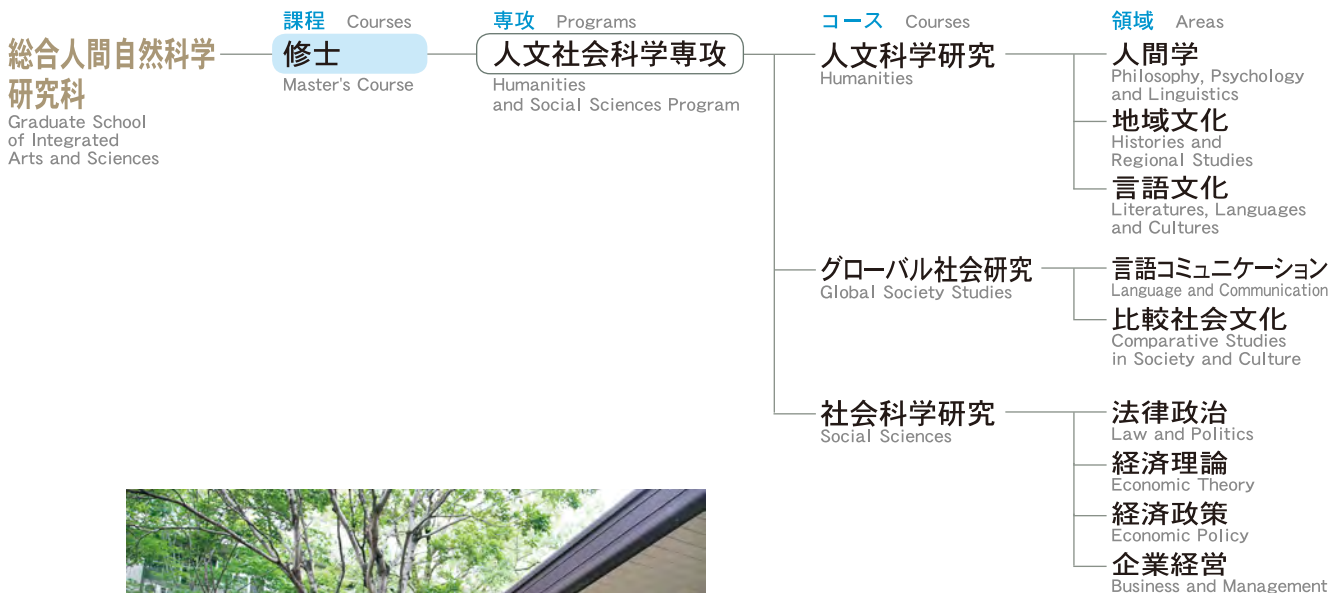 課程 Courses
専攻 Programs
コース Courses
領域 Areas
総合人間自然科学
研究科
Graduate School
of Integrated
Arts and Sciences
修士
Master's Course
人文社会科学専攻
Humanities
and Social Sciences Program
人文科学研究
Humanities
人間学
Philosophy, Psychology
and Linguistics
地域文化
Histories and
Regional Studies
言語文化
Literatures, Languages
and Cultures
グローバル社会研究
Global Society Studies
言語コミュニケーション
Language and Communication
比較社会文化
Comparative Studies
in Society and Culture
社会科学研究
Social Sciences
法律政治
Law and Politics
経済理論
Economic Theory
経済政策
Economic Policy
企業経営
Business and Management